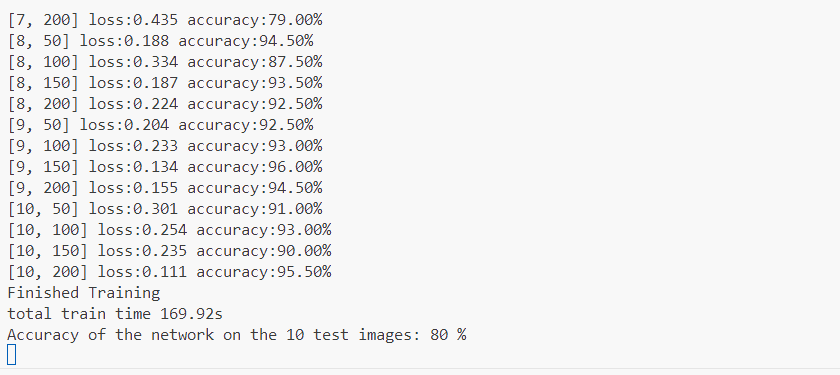 [7, 200] loss:0.435 accuracy:79.00%
[8, 50] loss:0.188 accuracy:94.50%
[8, 100] loss:0.334 accuracy:87.50%
[8, 150] loss:0.187 accuracy:93.50%
[8, 200] loss:0.224 accuracy:92.50%
[9, 50] loss:0.204 accuracy:92.50%
[9, 100] loss:0.233 accuracy:93.00%
[9, 150] loss:0.134 accuracy:96.00%
[9, 200] loss:0.155 accuracy:94.50%
[10, 50] loss:0.301 accuracy:91.00%
[10, 100] loss:0.254 accuracy:93.00%
[10, 150] loss:0.235 accuracy:90.00%
[10, 200] loss:0.111 accuracy:95.50%
Finished Training
total train time 169.92s
Accuracy of the network on the 10 test images: 80 %